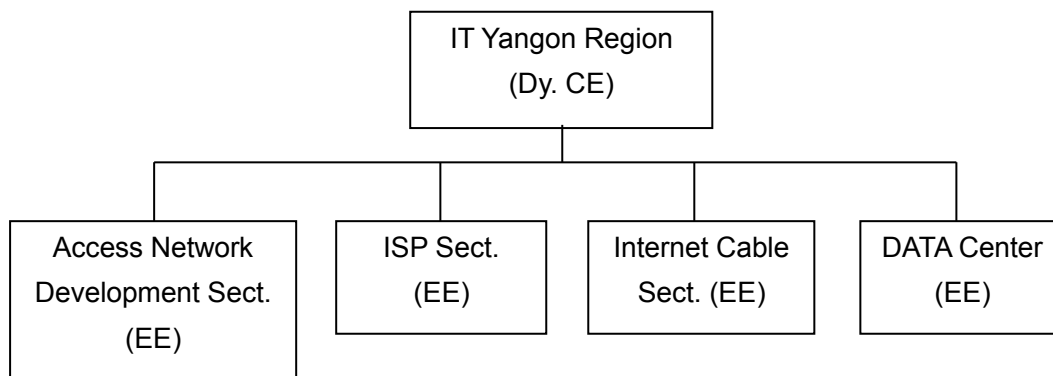 IT Yangon Region
(Dy. CE)
Access Network
Development Sect.
(EE)
ISP Sect.
(EE)
Internet Cable
Sect. (EE)
DATA Center
(EE)